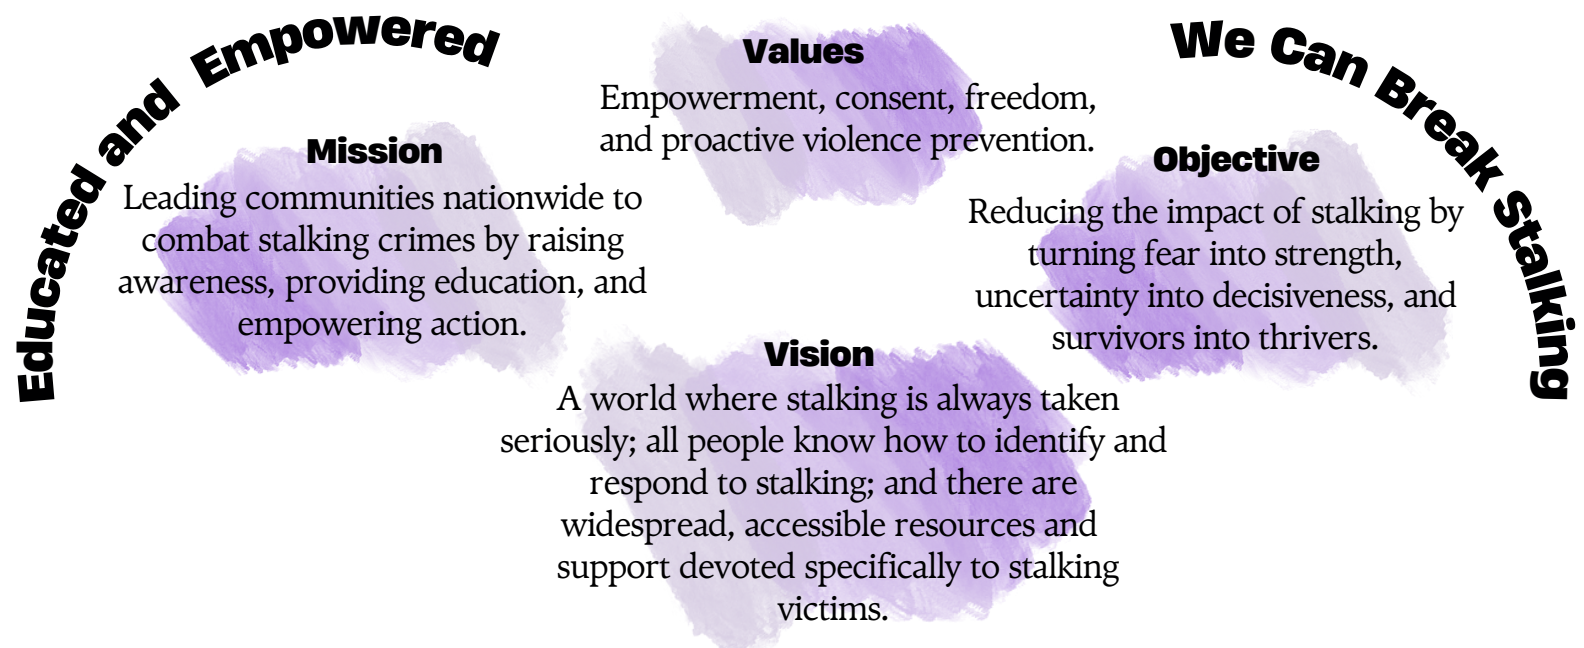 Educated and Empowered
We Can Break Stalking
Values
Empowerment, consent, freedom,
and proactive violence prevention.
Mission
Leading communities nationwide to
combat stalking crimes by raising
awareness, providing education, and
empowering action.
Objective
Reducing the impact of stalking by
turning fear into strength,
uncertainty into decisiveness, and
survivors into thrivers.
Vision
A world where stalking is always taken
seriously; all people know how to identify and
respond to stalking; and there are
widespread, accessible resources and
support devoted specifically to stalking
victims.